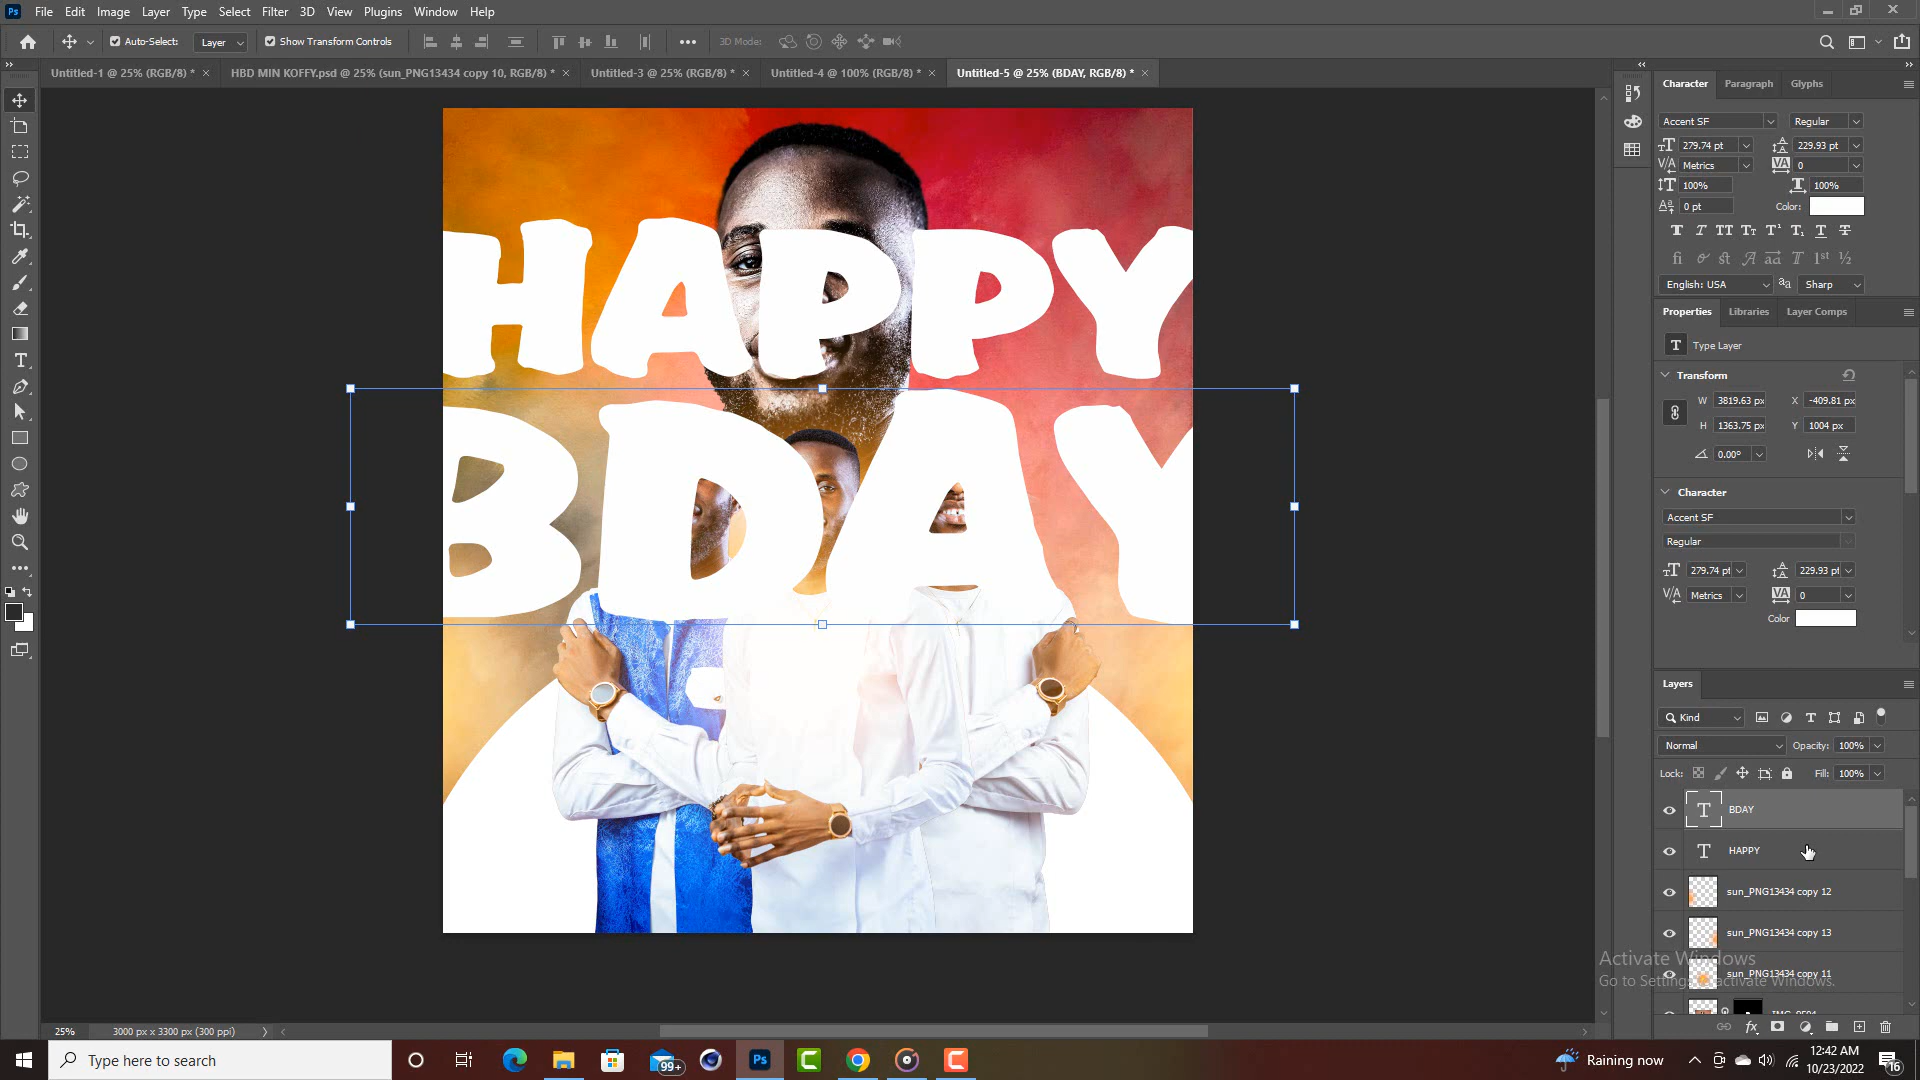 Ps File Edit Image Layer Type Select Filter 3D View Plugins Window Help
Auto-Select: Layer Show Transform Controls 3D Mode:
Untitled-1 @ 25% (RGB/8) * × HBD MIN KOFFY.psd @ 25% (sun_PNG13434 copy 10, RGB/8) * × Untitled-3 @ 25% (RGB/8) * × Untitled-4 @ 100% (RGB/8) * × Untitled-5 @ 25% (BDAY, RGB/8) * ×
HAPPY
BDAY
Character Paragraph Glyphs
Accent SF Regular
279.74 pt 229.93 pt
Metrics 0
100% 100%
0 pt Color:
English: USA Sharp
Properties Libraries Layer Comps
Type Layer
Transform
W 3819.63 px X -409.81 px
H 1363.75 px Y 1004 px
0.00°
Character
Accent SF
Regular
279.74 pt 229.93 pt
Metrics 0
Color
Layers
Kind
Normal Opacity: 100%
Lock: Fill: 100%
BDAY
HAPPY
sun_PNG13434 copy 12
sun_PNG13434 copy 13
Activate Windows
sun_PNG13434 copy 11
Go to Settings to activate Windows.
25% 3000 px x 3300 px (300 ppi)
Type here to search
99+
Ps
Raining now
12:42 AM
10/23/2022
16